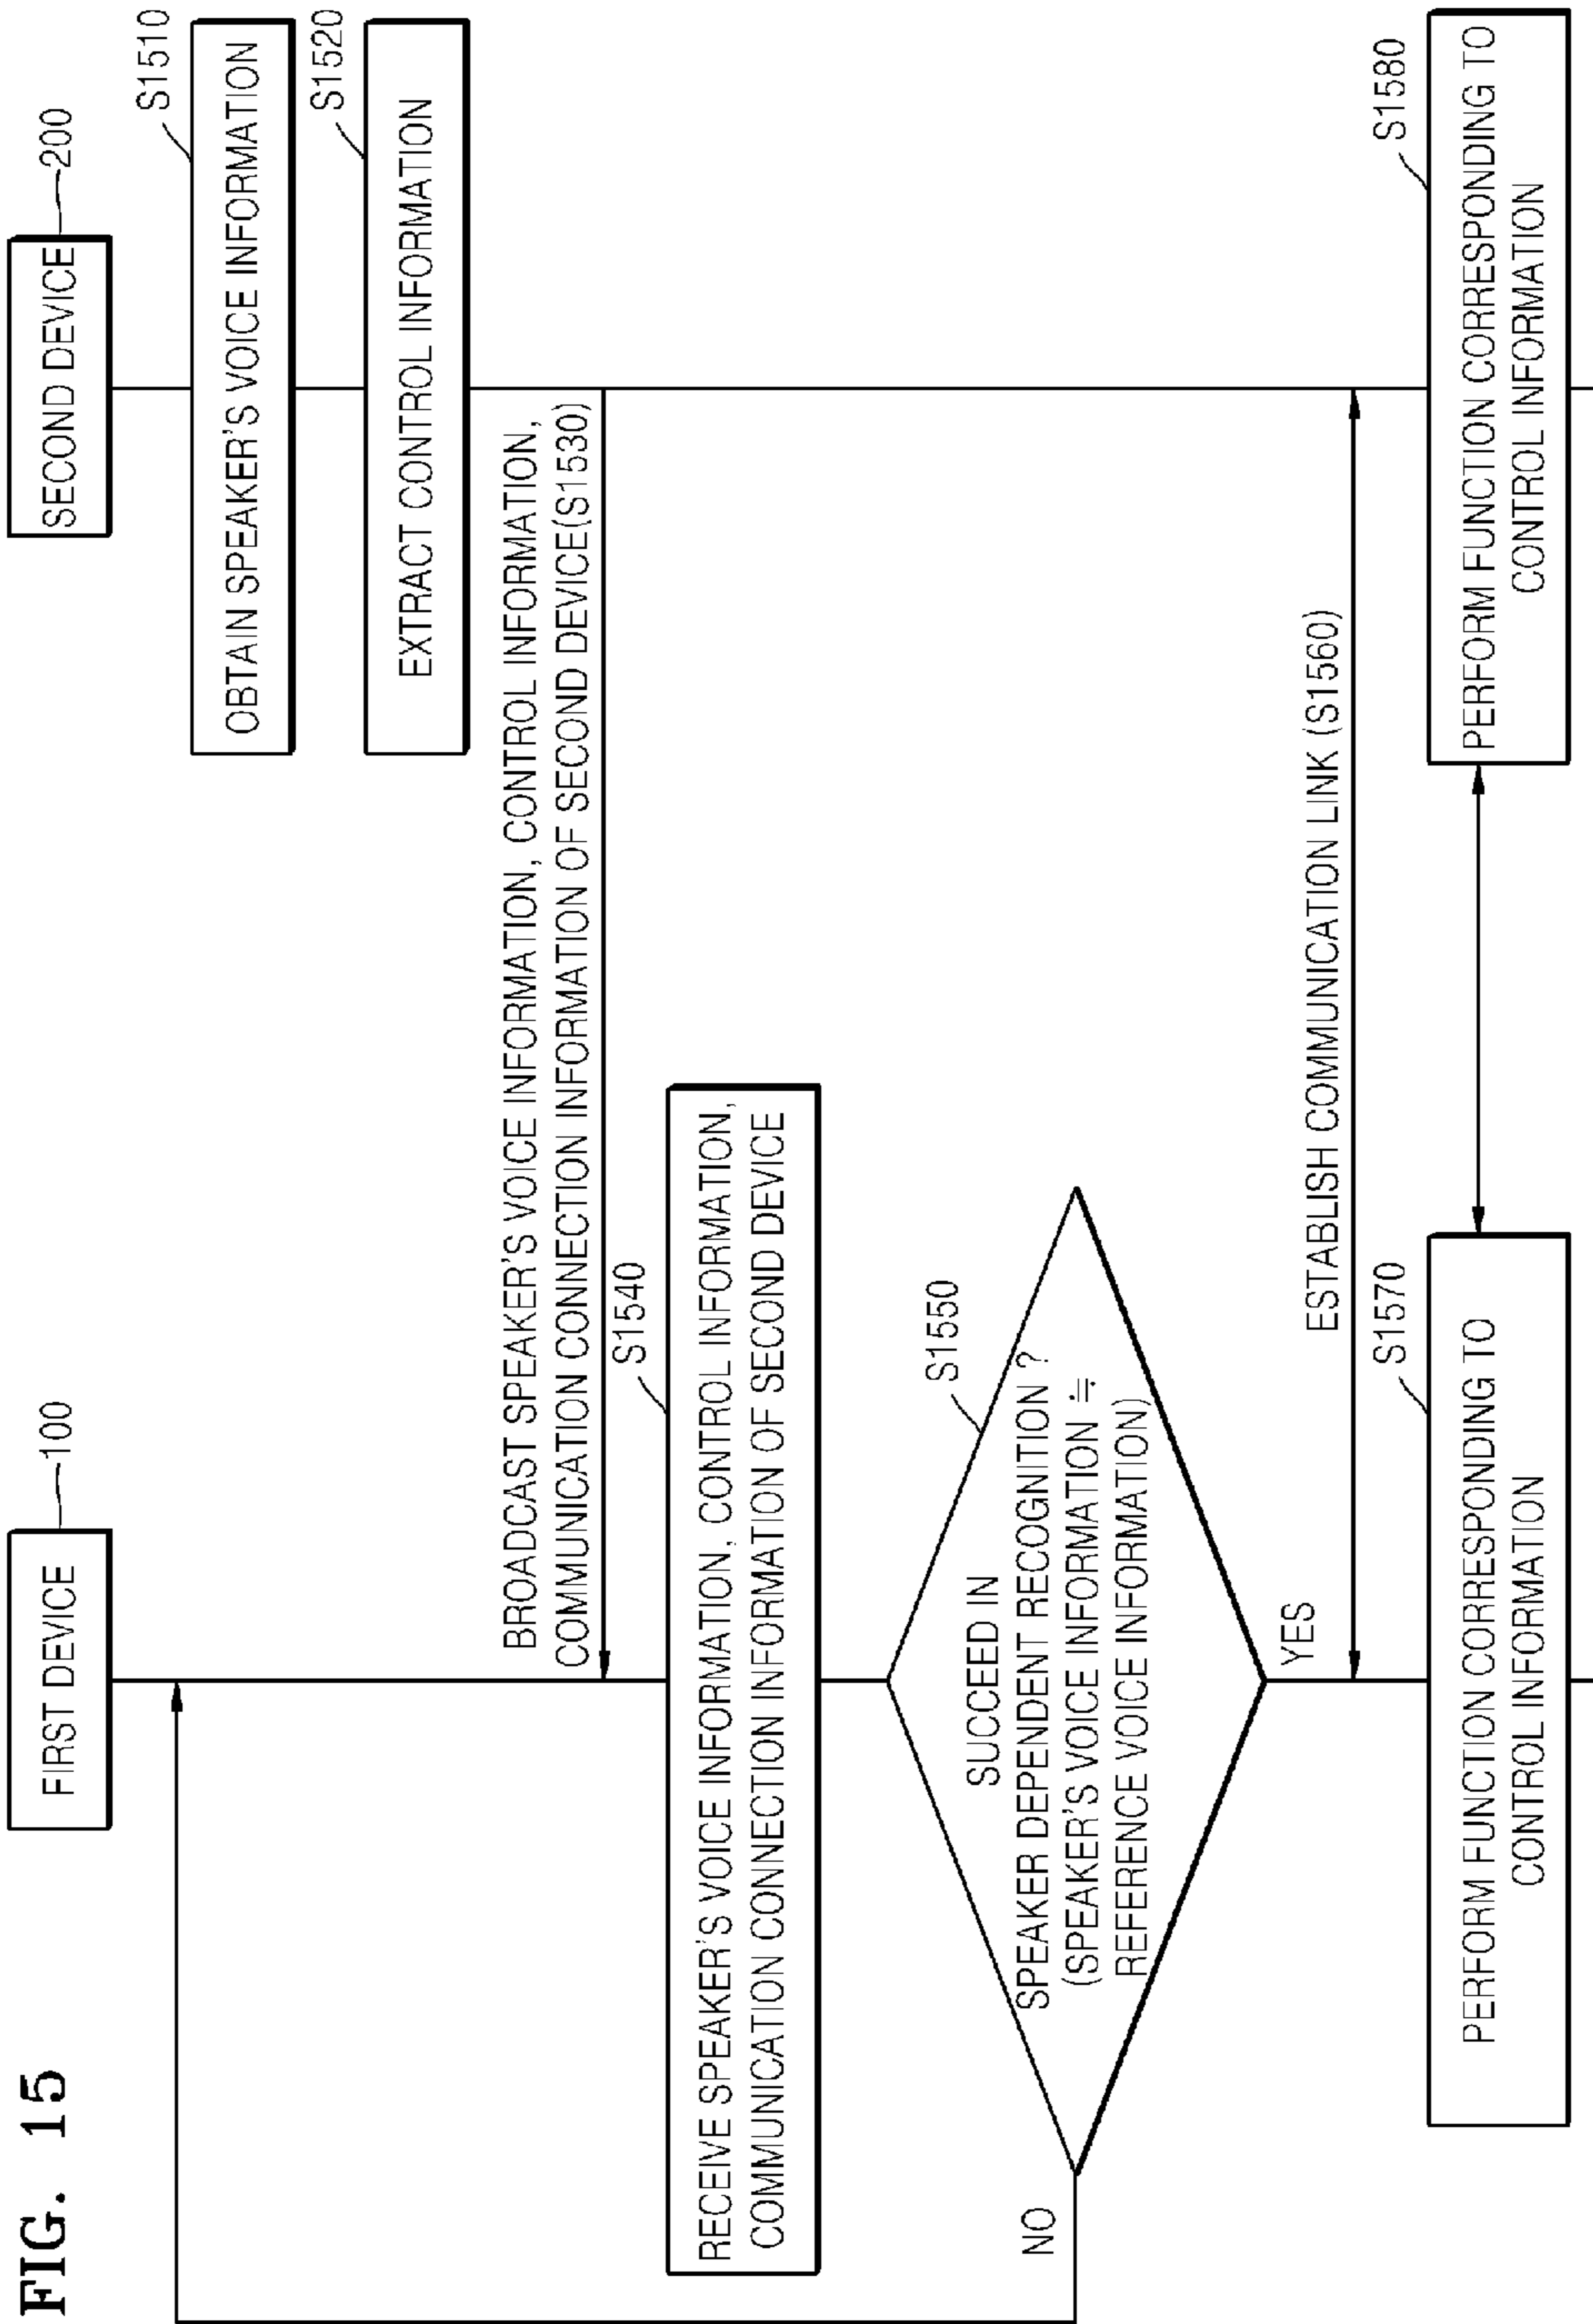 FIG. 15
FIRST DEVICE
100
SECOND DEVICE
200
S1510
OBTAIN SPEAKER'S VOICE INFORMATION
S1520
EXTRACT CONTROL INFORMATION
BROADCAST SPEAKER'S VOICE INFORMATION, CONTROL INFORMATION,
COMMUNICATION CONNECTION INFORMATION OF SECOND DEVICE(S1530)
S1540
RECEIVE SPEAKER'S VOICE INFORMATION, CONTROL INFORMATION,
COMMUNICATION CONNECTION INFORMATION OF SECOND DEVICE
S1550
SUCCEED IN
SPEAKER DEPENDENT RECOGNITION ?
(SPEAKER'S VOICE INFORMATION ≒
REFERENCE VOICE INFORMATION)
NO
YES
ESTABLISH COMMUNICATION LINK (S1560)
S1570
PERFORM FUNCTION CORRESPONDING TO
CONTROL INFORMATION
S1580
PERFORM FUNCTION CORRESPONDING TO
CONTROL INFORMATION